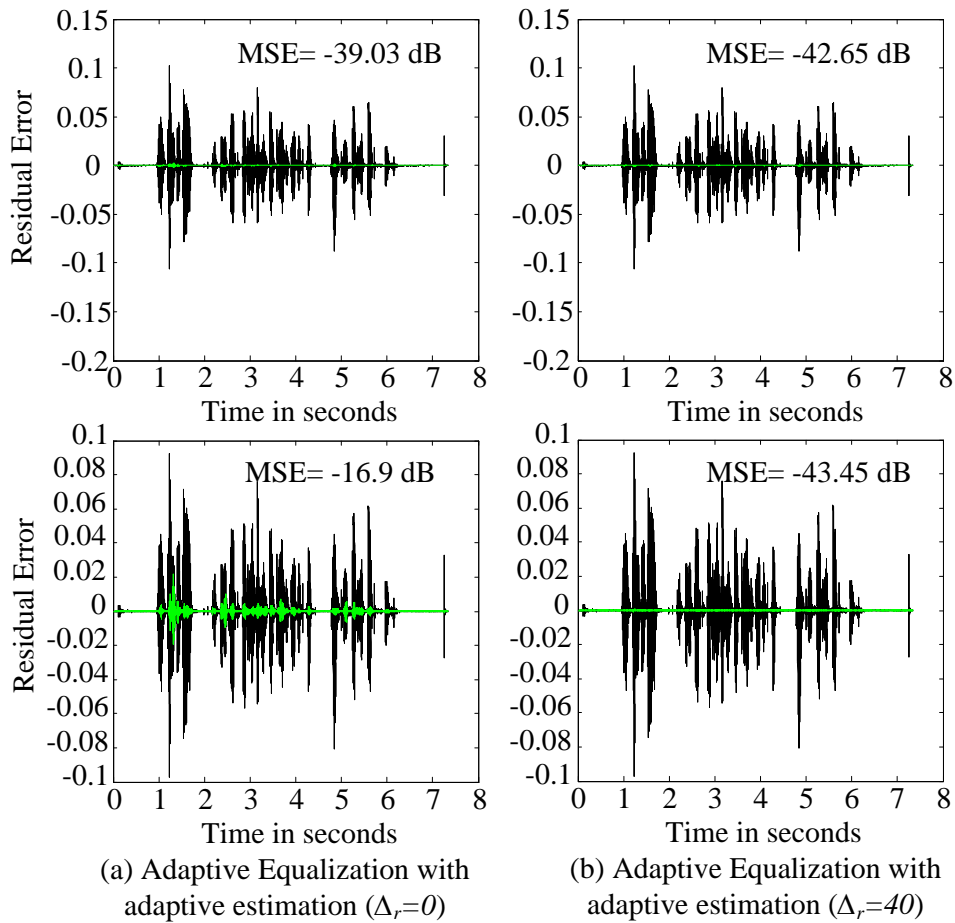 0.15
0.1
0.05
0
-0.05
-0.1
0.15
-0.2
Residual Error
MSE= -39.03 dB
0 1 2 3 4 5 6 7 8
Time in seconds
0.15
0.1
0.05
0
-0.05
-0.1
0.15
-0.2
MSE= -42.65 dB
0 1 2 3 4 5 6 7 8
Time in seconds
0.1
0.08
0.06
0.04
0.02
0
-0.02
-0.04
-0.06
-0.08
-0.1
Residual Error
MSE= -16.9 dB
0 1 2 3 4 5 6 7 8
Time in seconds
0.1
0.08
0.06
0.04
0.02
0
-0.02
-0.04
-0.06
-0.08
-0.1
MSE= -43.45 dB
0 1 2 3 4 5 6 7 8
Time in seconds
(a) Adaptive Equalization with
adaptive estimation (Δr=0)
(b) Adaptive Equalization with
adaptive estimation (Δr=40)